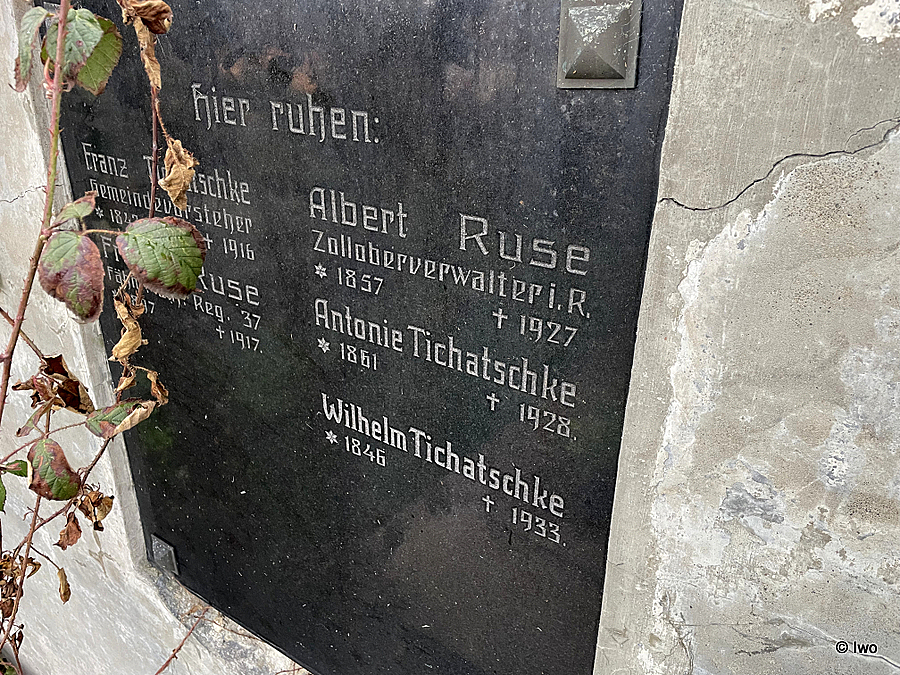 Hier ruhen:
Franz
Gemeindevorsteher
† 1916
Ruse
Reg. 37
† 1917.
Albert Ruse
Zolloberverwalter i. R.
* 1857
† 1927
Antonie Tichatschke
* 1861
† 1928.
Wilhelm Tichatschke
* 1846
† 1933.
© Iwo